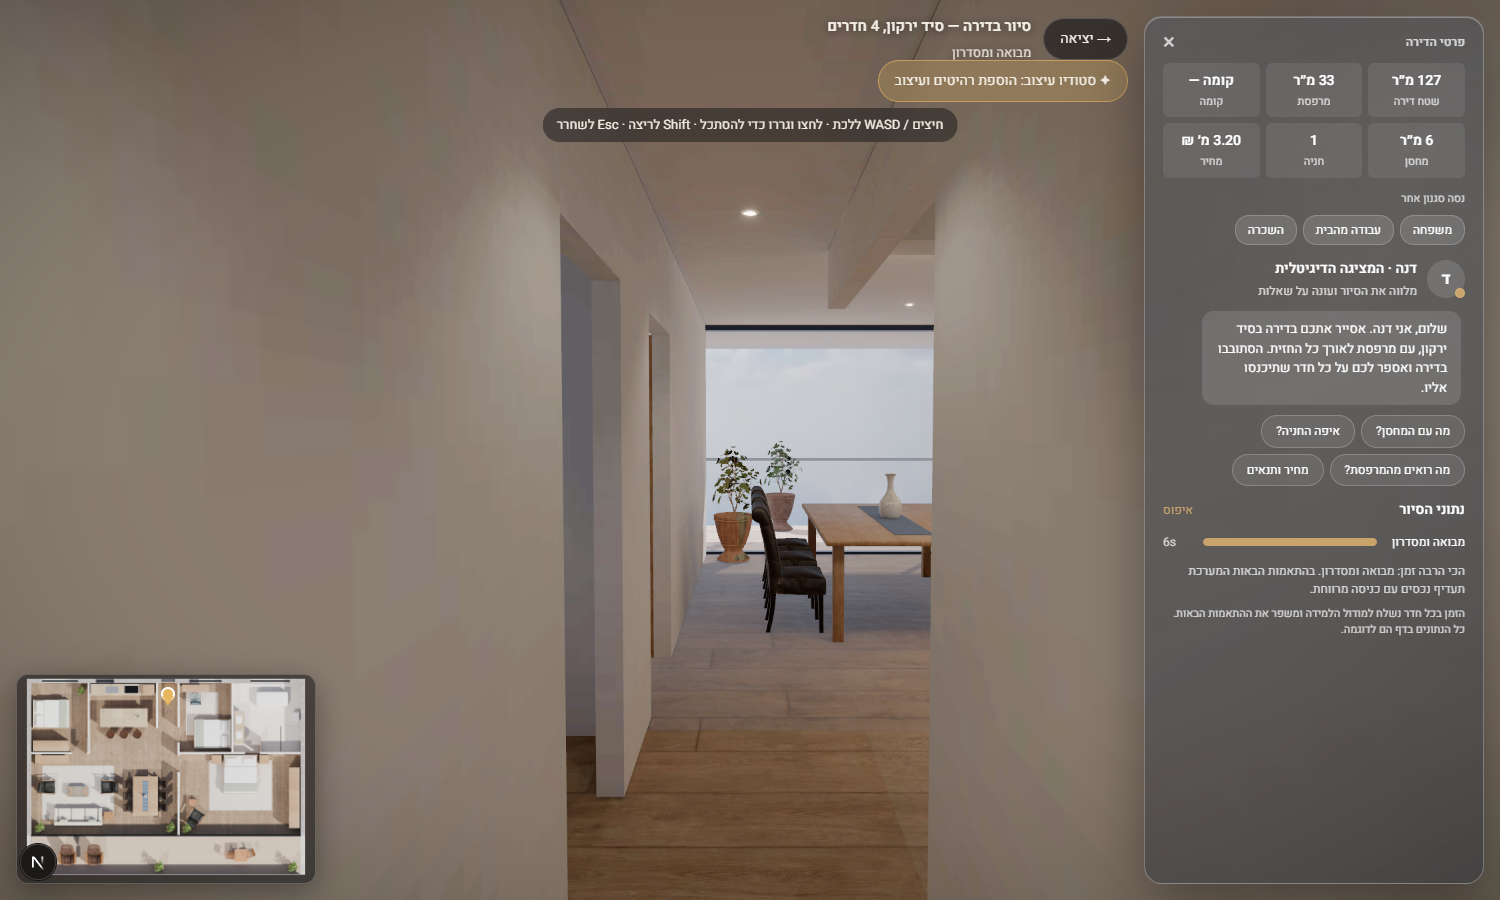 סיור בדירה — סיד ירקון, 4 חדרים
מבואה ומסדרון
→ יציאה
✦ סטודיו עיצוב: הוספת רהיטים ועיצוב
חיצים / WASD ללכת · לחצו וגררו כדי להסתכל · Shift לריצה · Esc לשחרר
פרטי הדירה
✕
127 מ״ר
שטח דירה
33 מ״ר
מרפסת
קומה —
קומה
6 מ״ר
מחסן
1
חניה
3.20 מ׳ ₪
מחיר
נסה סגנון אחר
משפחה
עבודה מהבית
השכרה
ד
דנה · המציגה הדיגיטלית
מלווה את הסיור ועונה על שאלות
שלום, אני דנה. אסייר אתכם בדירה בסיד
ירקון, עם מרפסת לאורך כל החזית. הסתובבו
בדירה ואספר לכם על כל חדר שתיכנסו
אליו.
מה עם המחסן?
איפה החניה?
מה רואים מהמרפסת?
מחיר ותנאים
נתוני הסיור
איפוס
מבואה ומסדרון
6s
הכי הרבה זמן: מבואה ומסדרון. בהתאמות הבאות המערכת
תעדיף נכסים עם כניסה מרווחת.
הזמן בכל חדר נשלח למודול הלמידה ומשפר את ההתאמות הבאות.
כל הנתונים בדף הם לדוגמה.
N